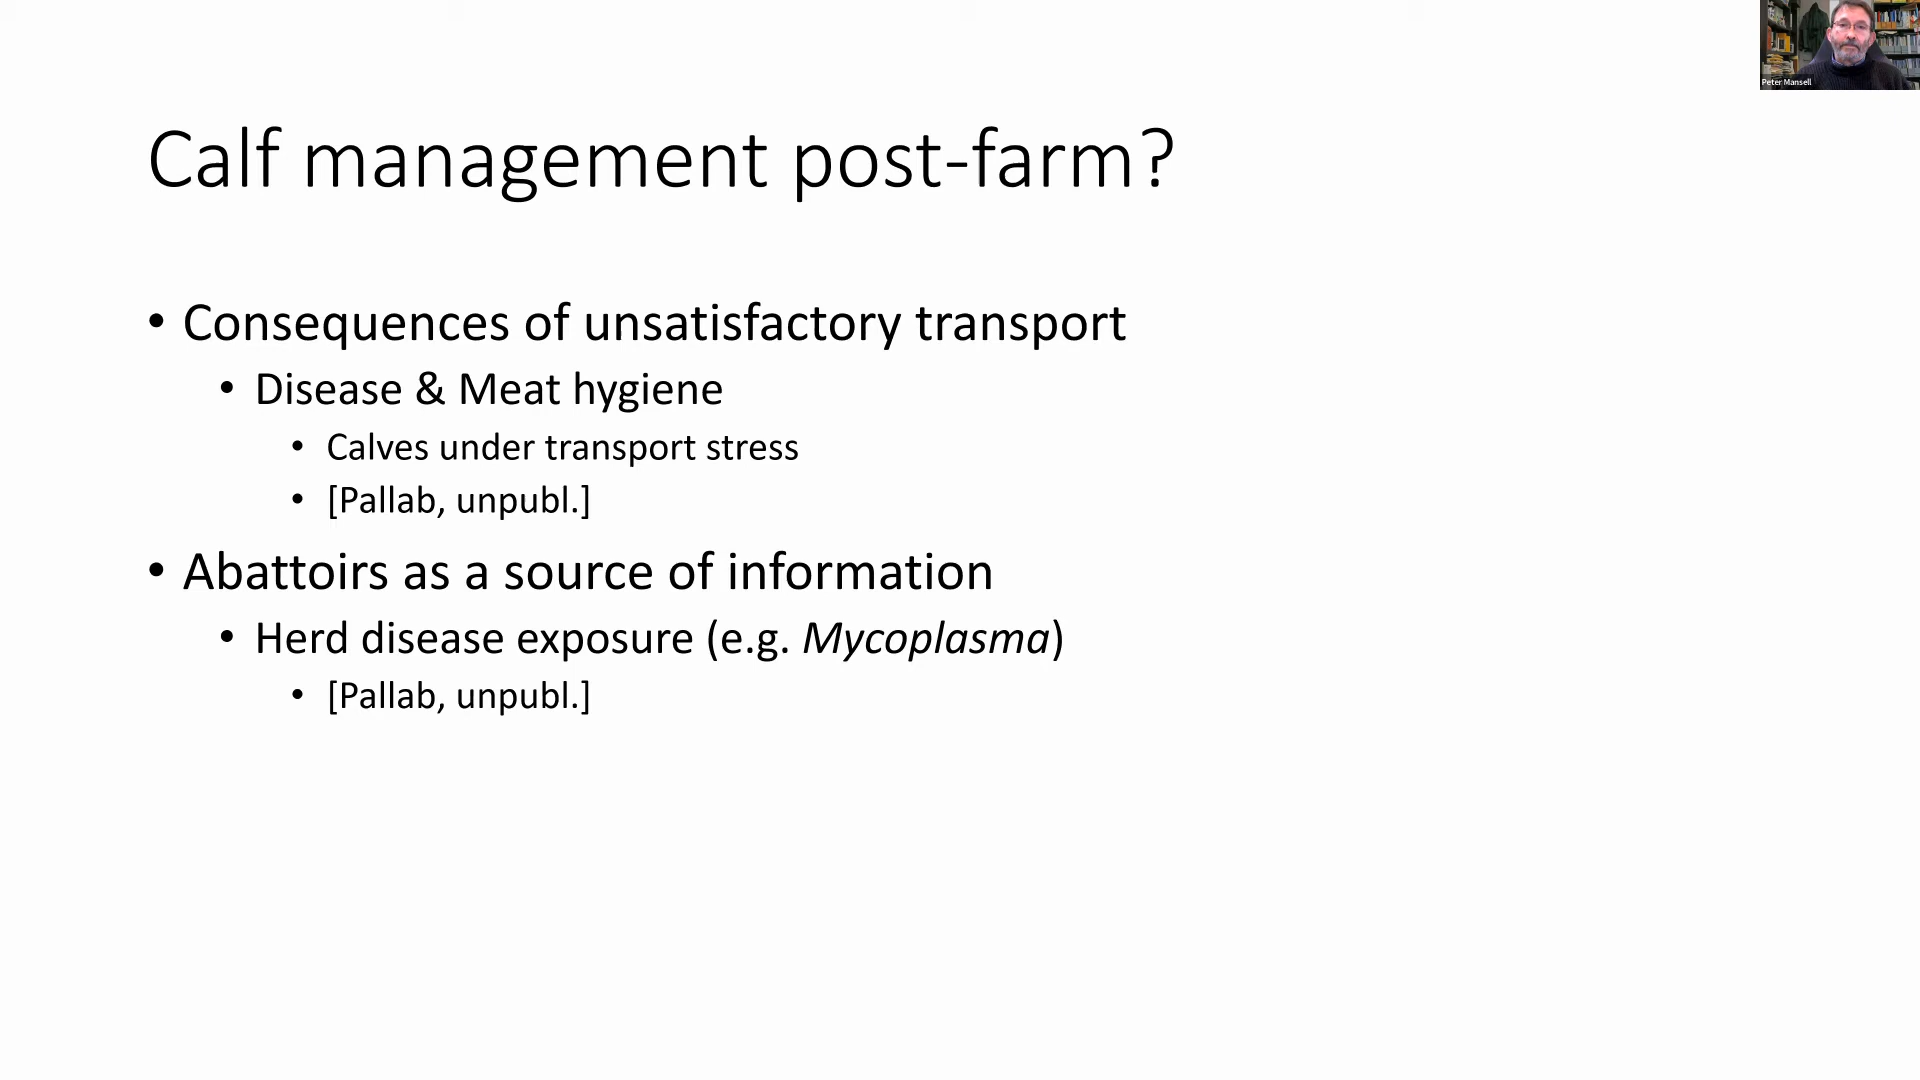 Peter Mansell
Calf management post-farm?
• Consequences of unsatisfactory transport
• Disease & Meat hygiene
• Calves under transport stress
• [Pallab, unpubl.]
• Abattoirs as a source of information
• Herd disease exposure (e.g. Mycoplasma)
• [Pallab, unpubl.]